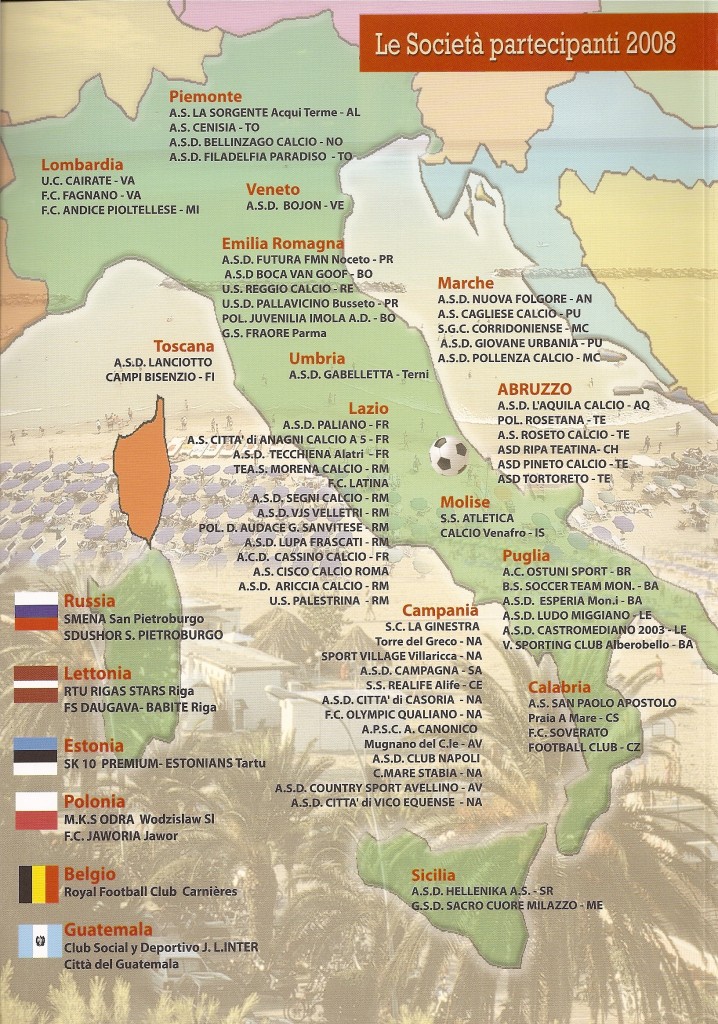 Le Società partecipanti 2008
Piemonte
A.S. LA SORGENTE Acqui Terme - AL
A.S. CENISIA - TO
A.S.D. BELLINZAGO CALCIO - NO
A.S.D. FILADELFIA PARADISO - TO
Lombardia
U.C. CAIRATE - VA
F.C. FAGNANO - VA
F.C. ANDICE PIOLTELLESE - MI
Veneto
A.S.D. BOJON - VE
Emilia Romagna
A.S.D. FUTURA FMN Noceto - PR
A.S.D BOCA VAN GOOF - BO
U.S. REGGIO CALCIO - RE
U.S.D. PALLAVICINO Busseto - PR
POL. JUVENILIA IMOLA A.D. - BO
G.S. FRAORE Parma
Marche
A.S.D. NUOVA FOLGORE - AN
A.S. CAGLIESE CALCIO - PU
S.G.C. CORRIDONIENSE - MC
A.S.D. GIOVANE URBANIA - PU
A.S.D. POLLENZA CALCIO - MC
Toscana
A.S.D. LANCIOTTO
CAMPI BISENZIO - FI
Umbria
A.S.D. GABELLETTA - Terni
ABRUZZO
A.S.D. L'AQUILA CALCIO - AQ
POL. ROSETANA - TE
A.S. ROSETO CALCIO - TE
ASD RIPA TEATINA- CH
ASD PINETO CALCIO - TE
ASD TORTORETO - TE
Lazio
A.S.D. PALIANO - FR
A.S. CITTA' di ANAGNI CALCIO A 5 - FR
A.S.D. TECCHIENA Alatri - FR
TEA.S. MORENA CALCIO - RM
F.C. LATINA
A.S.D. SEGNI CALCIO - RM
A.S.D. VJS VELLETRI - RM
POL. D. AUDACE G. SANVITESE - RM
A.S.D. LUPA FRASCATI - RM
A.C.D. CASSINO CALCIO - FR
A.S. CISCO CALCIO ROMA
A.S.D. ARICCIA CALCIO - RM
U.S. PALESTRINA - RM
Molise
S.S. ATLETICA
CALCIO Venafro - IS
Puglia
A.C. OSTUNI SPORT - BR
B.S. SOCCER TEAM MON. - BA
A.S.D. ESPERIA Mon.i - BA
A.S.D. LUDO MIGGIANO - LE
A.S.D. CASTROMEDIANO 2003 - LE
V. SPORTING CLUB Alberobello - BA
Campania
S.C. LA GINESTRA
Torre del Greco - NA
SPORT VILLAGE Villaricca - NA
A.S.D. CAMPAGNA - SA
S.S. REALIFE Alife - CE
A.S.D. CITTA' di CASORIA - NA
F.C. OLYMPIC QUALIANO - NA
A.P.S.C. A. CANONICO
Mugnano del C.le - AV
A.S.D. CLUB NAPOLI
C.MARE STABIA - NA
A.S.D. COUNTRY SPORT AVELLINO - AV
A.S.D. CITTA' di VICO EQUENSE - NA
Calabria
A.S. SAN PAOLO APOSTOLO
Praia A Mare - CS
F.C. SOVERATO
FOOTBALL CLUB - CZ
Sicilia
A.S.D. HELLENIKA A.S. - SR
G.S.D. SACRO CUORE MILAZZO - ME
Russia
SMENA San Pietroburgo
SDUSHOR S. PIETROBURGO
Lettonia
RTU RIGAS STARS Riga
FS DAUGAVA- BABITE Riga
Estonia
SK 10 PREMIUM- ESTONIANS Tartu
Polonia
M.K.S ODRA Wodzislaw Sl
F.C. JAWORIA Jawor
Belgio
Royal Football Club Carnières
Guatemala
Club Social y Deportivo J. L.INTER
Città del Guatemala